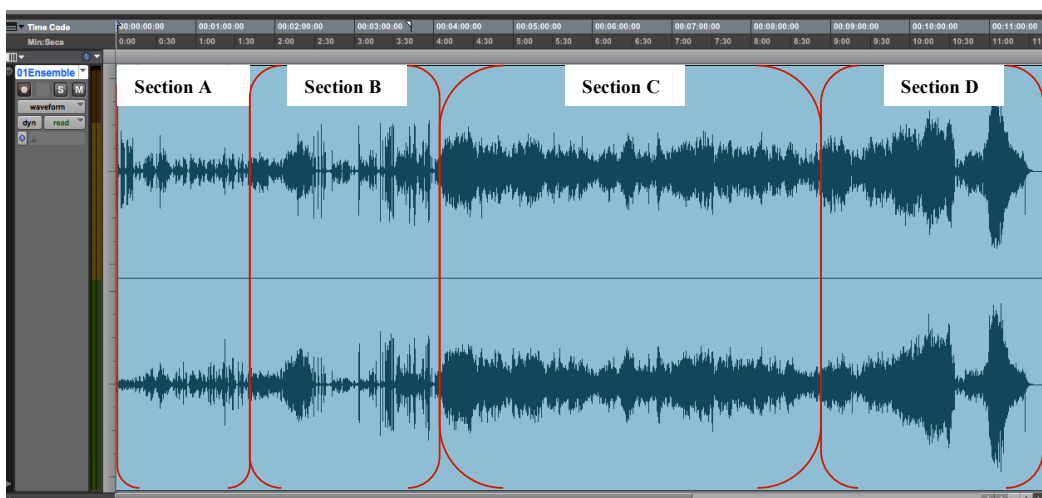 Time Code 00:00:00:00 00:01:00:00 00:02:00:00 00:03:00:00 00:04:00:00 00:05:00:00 00:06:00:00 00:07:00:00 00:08:00:00 00:09:00:00 00:10:00:00 00:11:00:00
Min:Secs 0:00 0:30 1:00 1:30 2:00 2:30 3:00 3:30 4:00 4:30 5:00 5:30 6:00 6:30 7:00 7:30 8:00 8:30 9:00 9:30 10:00 10:30 11:00 11
01Ensemble
Section A Section B Section C Section D
S M
waveform
dyn read